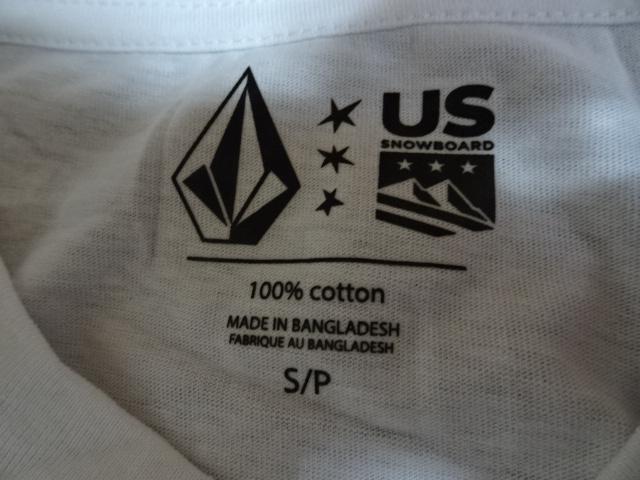 US
SNOWBOARD
100% cotton
MADE IN BANGLADESH
FABRIQUE AU BANGLADESH
S/P